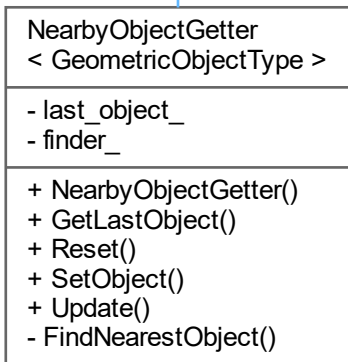 NearbyObjectGetter
< GeometricObjectType >
- last_object_
- finder_
+ NearbyObjectGetter()
+ GetLastObject()
+ Reset()
+ SetObject()
+ Update()
- FindNearestObject()